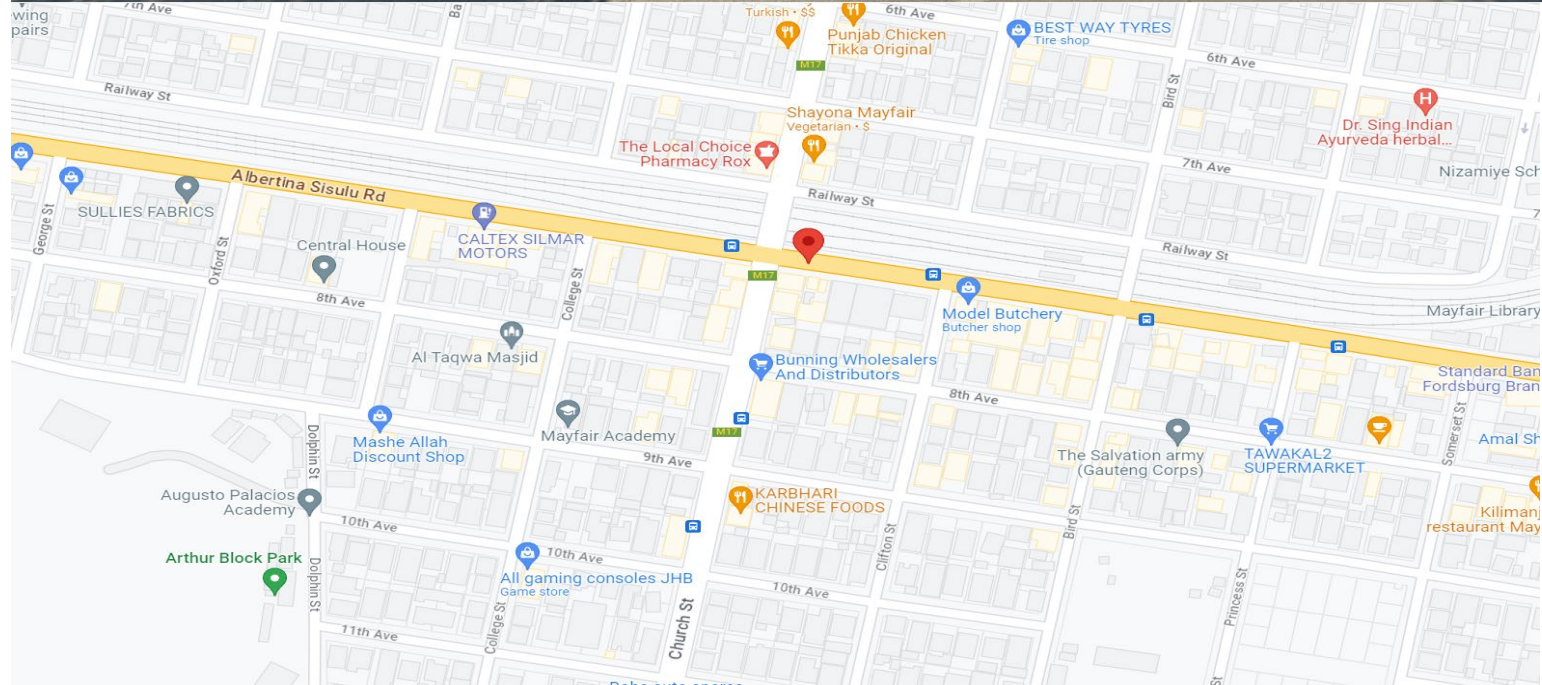 7th Ave
Ba
Turkish • $$
6th Ave
wing
pairs
Punjab Chicken
Tikka Original
BEST WAY TYRES
Tire shop
M17
6th Ave
Bird St
Railway St
Shayona Mayfair
Vegetarian • $
The Local Choice
Pharmacy Rox
Dr. Sing Indian
Ayurveda herbal...
7th Ave
Nizamiye Sch
Albertina Sisulu Rd
Railway St
7
SULLIES FABRICS
George St
Oxford St
Central House
CALTEX SILMAR
MOTORS
Railway St
College St
M17
8th Ave
Model Butchery
Butcher shop
Mayfair Library
Al Taqwa Masjid
Bunning Wholesalers
And Distributors
Standard Ban
Fordsburg Bran
8th Ave
Mashe Allah
Discount Shop
Mayfair Academy
M17
Dolphin St
9th Ave
The Salvation army
(Gauteng Corps)
TAWAKAL2
SUPERMARKET
Somerset St
Amal Sh
Augusto Palacios
Academy
KARBHARI
CHINESE FOODS
Kilimanj
restaurant May
10th Ave
Clifton St
Bird St
Arthur Block Park
Dolphin St
10th Ave
All gaming consoles JHB
Game store
10th Ave
Princess St
College St
Church St
11th Ave
St